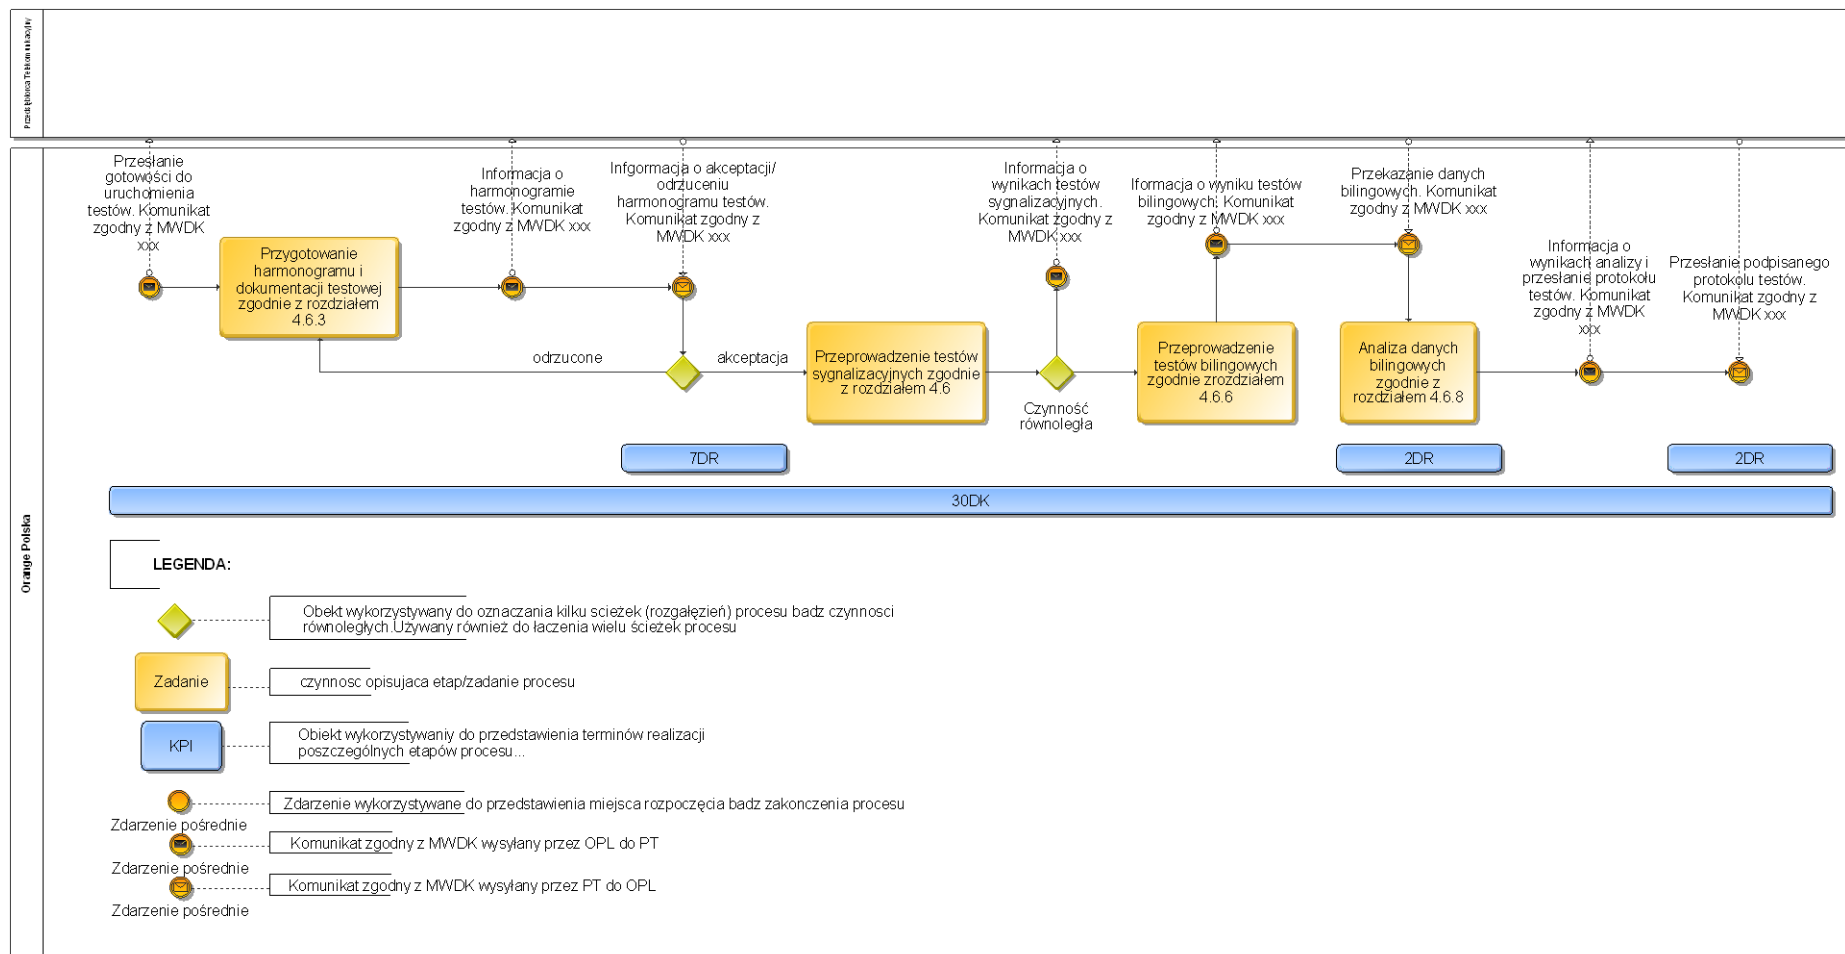 Przedsiębiorca Telekomunikacyjny
Orange Polska
Przesłanie
gotowości do
uruchomienia
testów. Komunikat
zgodny z MWDK
xxx
Przygotowanie
harmonogramu i
dokumentacji testowej
zgodnie z rozdziałem
4.6.3
Informacja o
harmonogramie
testów. Komunikat
zgodny z MWDK xxx
Infgormacja o akceptacji/
odrzuceniu
harmonogramu testów.
Komunikat zgodny z
MWDK xxx
odrzucone
akceptacja
Przeprowadzenie testów
sygnalizacyjnych zgodnie
z rozdziałem 4.6
Informacja o
wynikach testów
sygnalizacyjnych.
Komunikat zgodny z
MWDK xxx
Czynność
równoległa
Iformacja o wyniku testów
bilingowych. Komunikat
zgodny z MWDK xxx
Przeprowadzenie
testów bilingowych
zgodnie zrozdziałem
4.6.6
Przekazanie danych
bilingowych. Komunikat
zgodny z MWDK xxx
Analiza danych
bilingowych
zgodnie z
rozdziałem 4.6.8
Informacja o
wynikach analizy i
przesłanie protokołu
testów. Komunikat
zgodny z MWDK
xxx
Przesłanie podpisanego
protokołu testów.
Komunikat zgodny z
MWDK xxx
7DR
2DR
2DR
30DK
LEGENDA:
Obekt wykorzystywany do oznaczania kilku scieżek (rozgałęzień) procesu badz czynnosci
równoległych.Używany również do łaczenia wielu ścieżek procesu
Zadanie
czynnosc opisujaca etap/zadanie procesu
KPI
Obiekt wykorzystywaniy do przedstawienia terminów realizacji
poszczególnych etapów procesu...
Zdarzenie wykorzystywane do przedstawienia miejsca rozpoczęcia badz zakonczenia procesu
Zdarzenie pośrednie
Komunikat zgodny z MWDK wysyłany przez OPL do PT
Zdarzenie pośrednie
Komunikat zgodny z MWDK wysyłany przez PT do OPL
Zdarzenie pośrednie